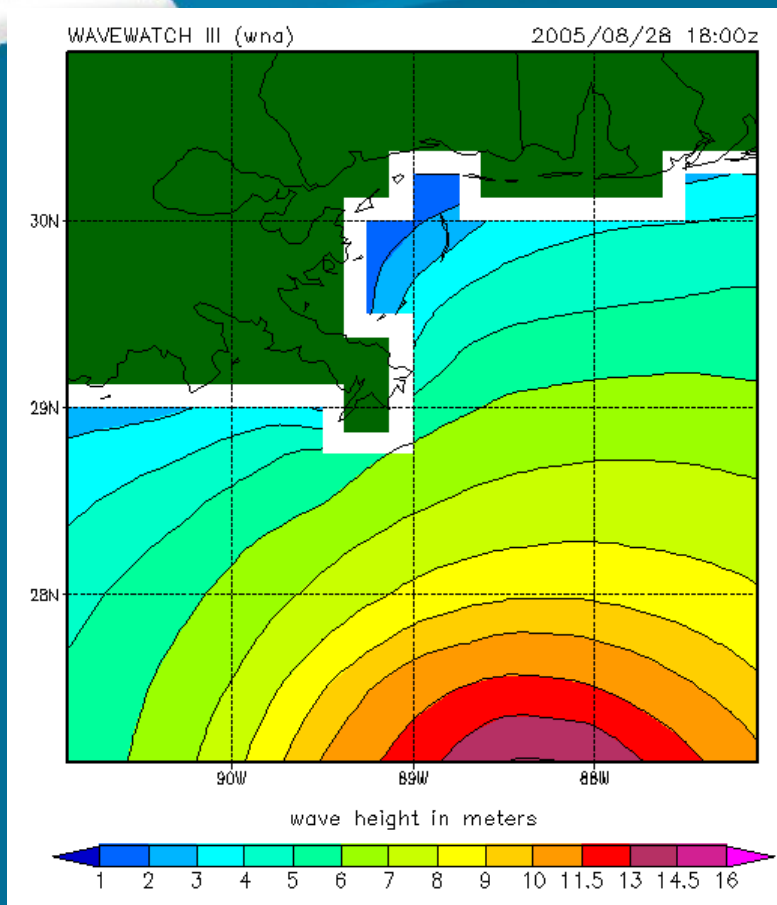 WAVEWATCH III (wna) 2005/08/28 18:00z
30N
29N
28N
90W 89W 88W
wave height in meters
1 2 3 4 5 6 7 8 9 10 11.5 13 14.5 16